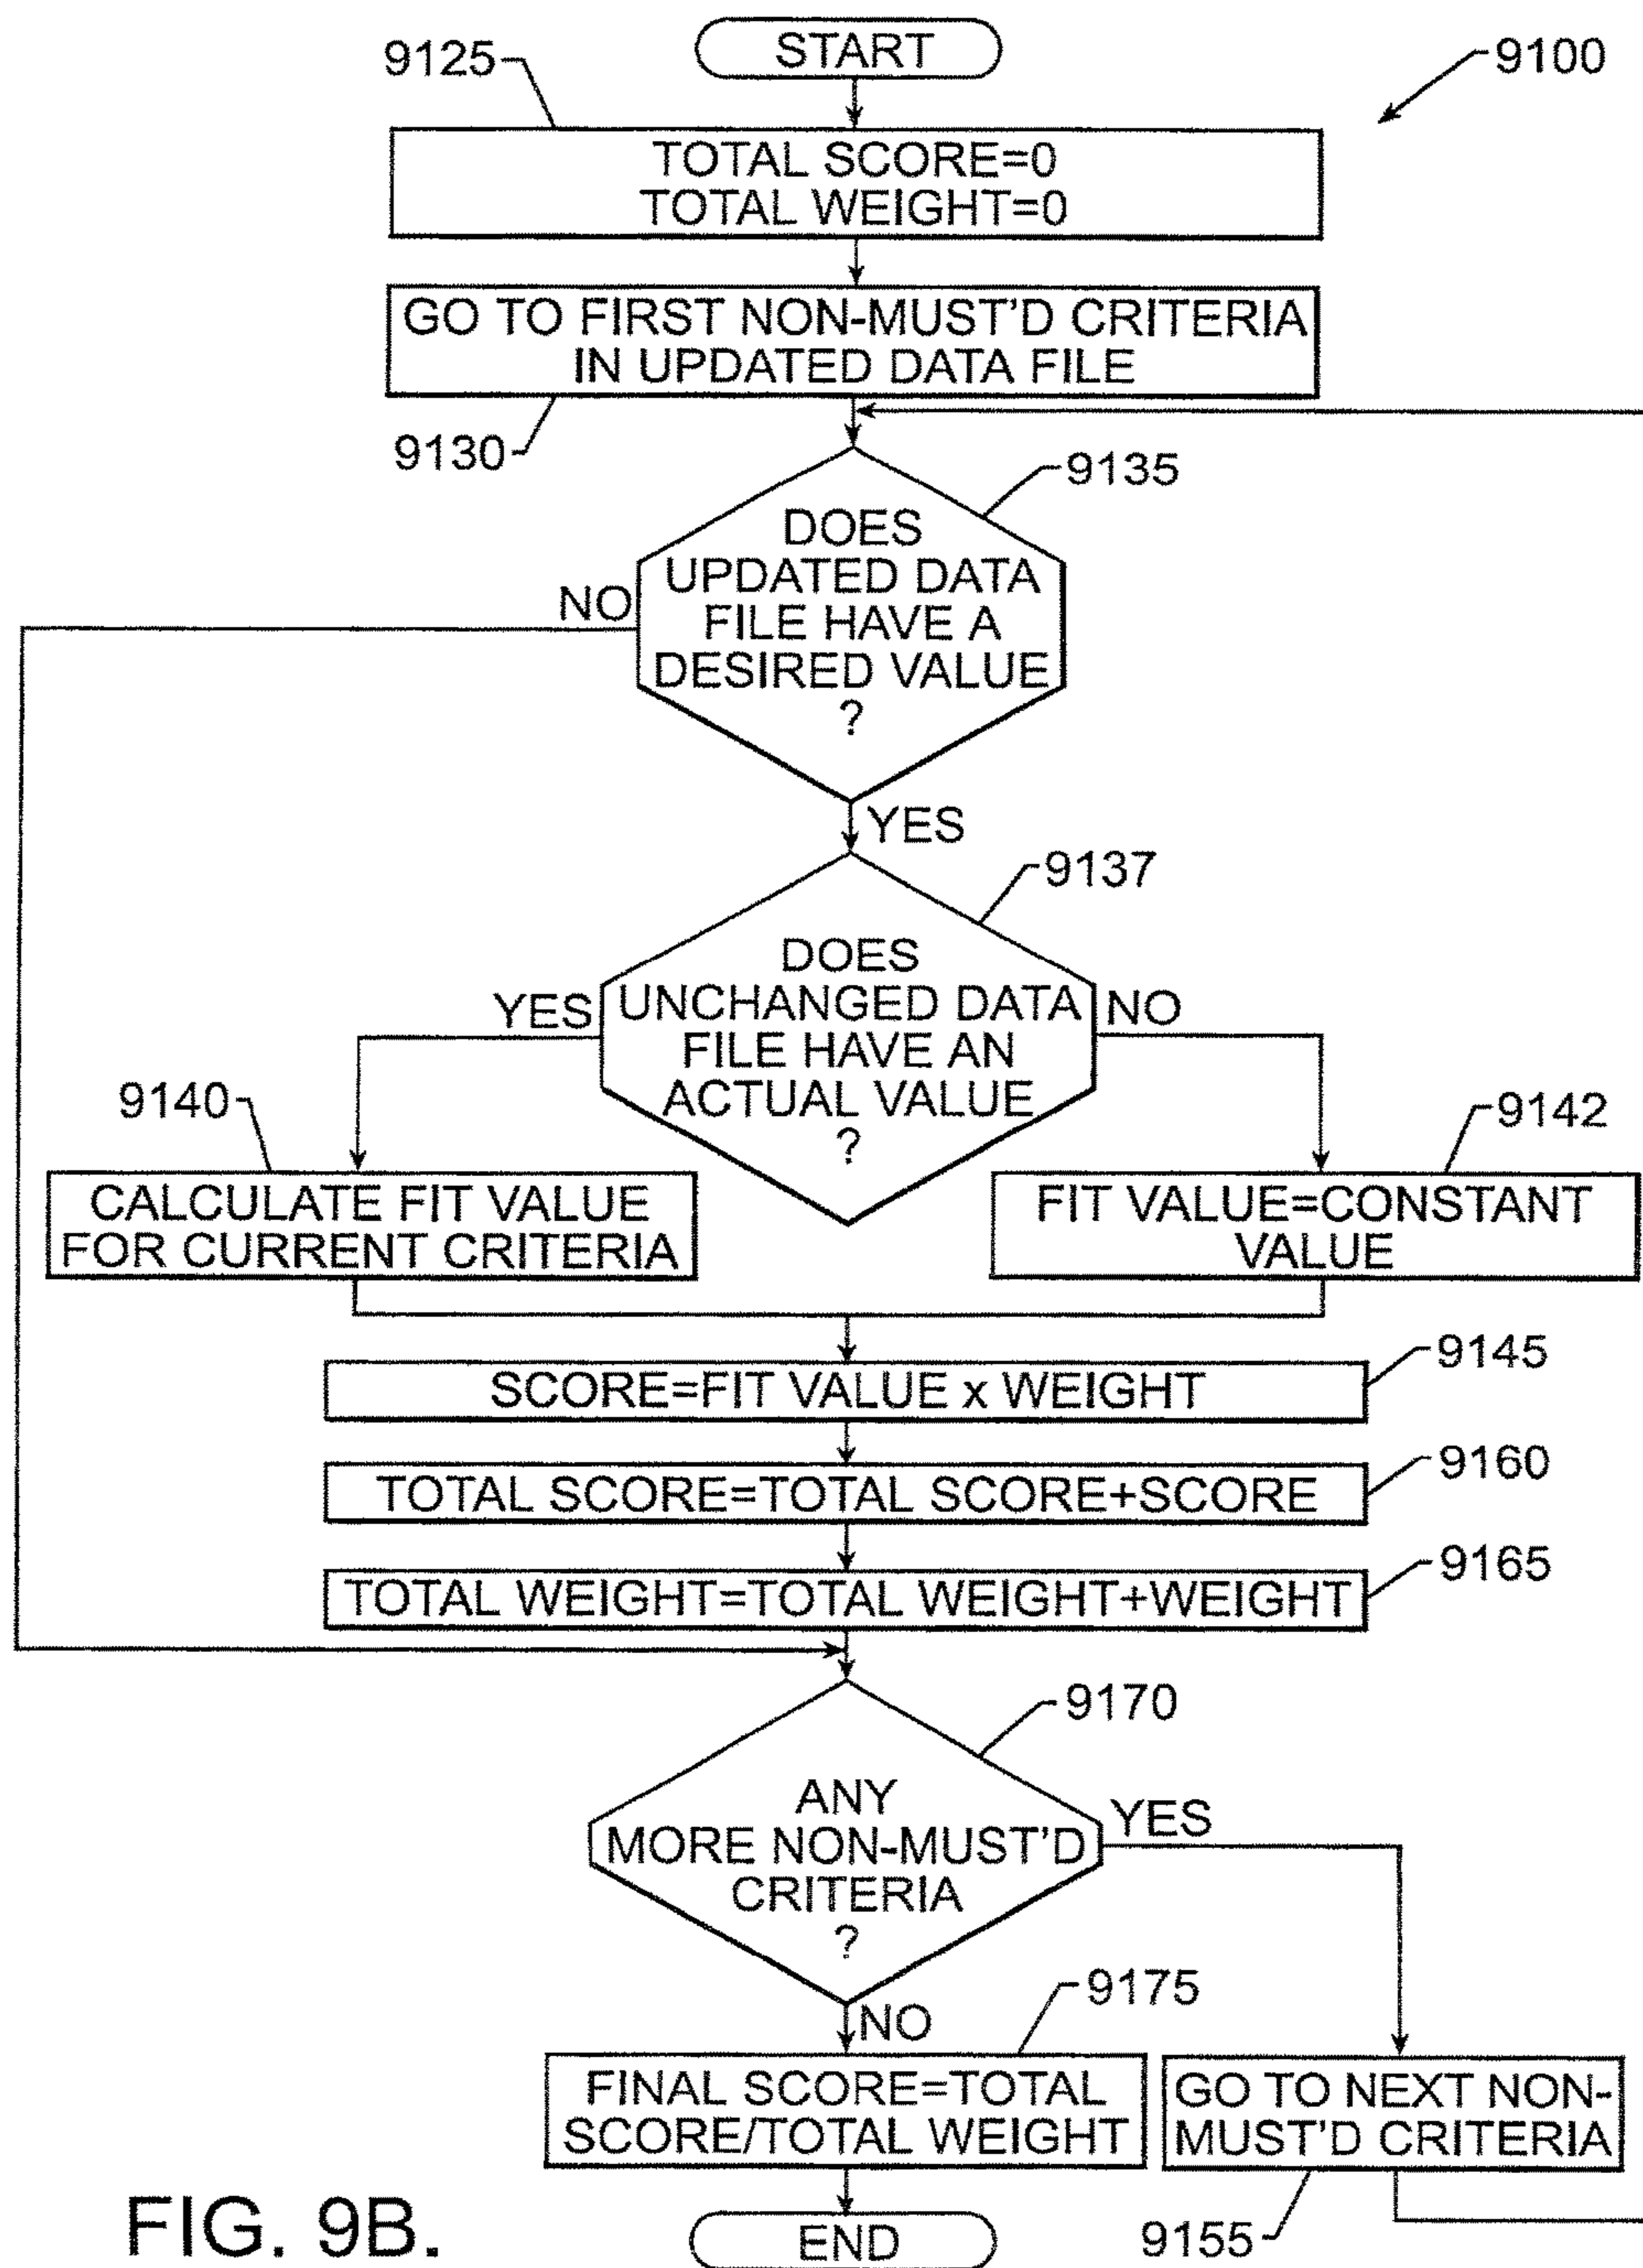 START
9125
9100
TOTAL SCORE=0
TOTAL WEIGHT=0
GO TO FIRST NON-MUST'D CRITERIA
IN UPDATED DATA FILE
9130
9135
DOES
UPDATED DATA
FILE HAVE A
DESIRED VALUE
?
NO
YES
9137
DOES
UNCHANGED DATA
FILE HAVE AN
ACTUAL VALUE
?
YES
NO
9140
9142
CALCULATE FIT VALUE
FOR CURRENT CRITERIA
FIT VALUE=CONSTANT
VALUE
9145
SCORE=FIT VALUE x WEIGHT
9160
TOTAL SCORE=TOTAL SCORE+SCORE
9165
TOTAL WEIGHT=TOTAL WEIGHT+WEIGHT
9170
ANY
MORE NON-MUST'D
CRITERIA
?
YES
NO
9175
FINAL SCORE=TOTAL
SCORE/TOTAL WEIGHT
GO TO NEXT NON-
MUST'D CRITERIA
9155
END
FIG. 9B.